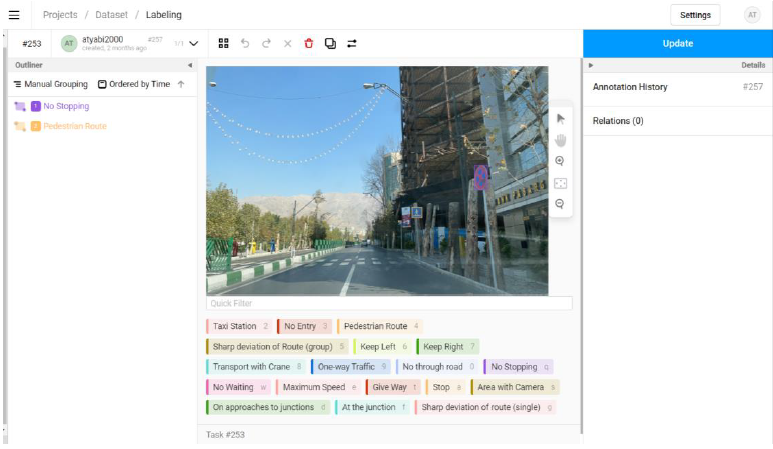 Projects / Dataset / Labeling
Settings
AT
#253
AT
atyabi2000
#257
created, 2 months ago
1/1
Update
Outliner
Details
Manual Grouping
Ordered by Time
Annotation History
#257
1 No Stopping
Relations (0)
Pedestrian Route
Quick Filter
Taxi Station 2
No Entry 3
Pedestrian Route 4
Sharp deviation of Route (group) 5
Keep Left 6
Keep Right 7
Transport with Crane 8
One-way Traffic 9
No through road 0
No Stopping q
No Waiting w
Maximum Speed e
Give Way t
Stop a
Area with Camera s
On approaches to junctions d
At the junction f
Sharp deviation of route (single) g
Task #253